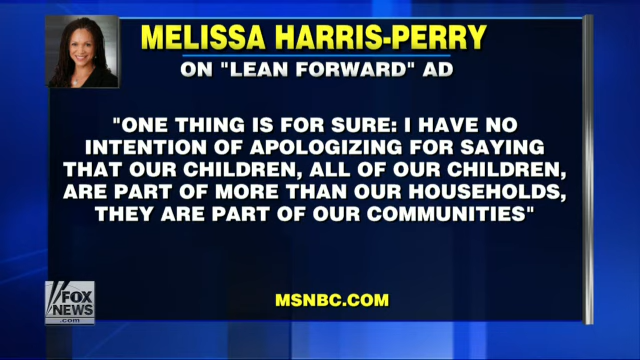 MELISSA HARRIS-PERRY
ON "LEAN FORWARD" AD
"ONE THING IS FOR SURE: I HAVE NO
INTENTION OF APOLOGIZING FOR SAYING
THAT OUR CHILDREN, ALL OF OUR CHILDREN,
ARE PART OF MORE THAN OUR HOUSEHOLDS,
THEY ARE PART OF OUR COMMUNITIES"
MSNBC.COM
FOX
NEWS
.com